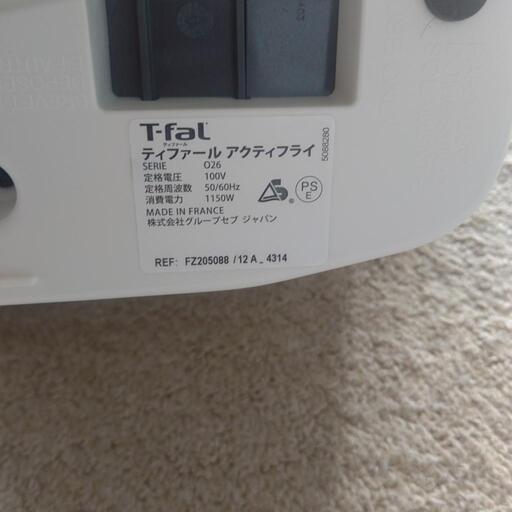 T-faL
ティファール
ティファール アクティフライ
SERIE O26
定格電圧 100V
定格周波数 50/60Hz
消費電力 1150W
MADE IN FRANCE
株式会社グループセブ ジャパン
PS
E
5088280
REF: FZ205088 / 12 A _ 4314